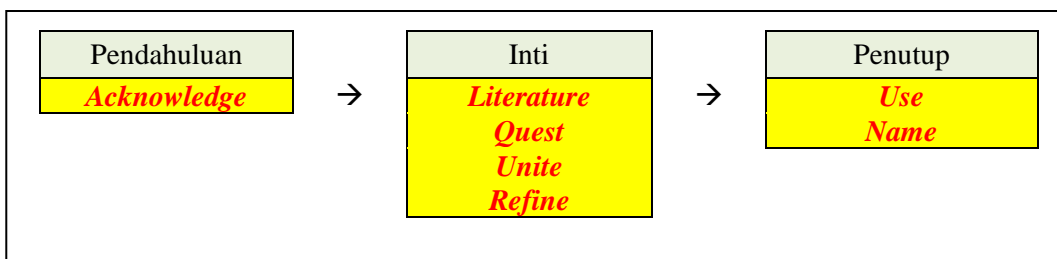 Pendahuluan
Acknowledge
→
Inti
Literature
Quest
Unite
Refine
→
Penutup
Use
Name